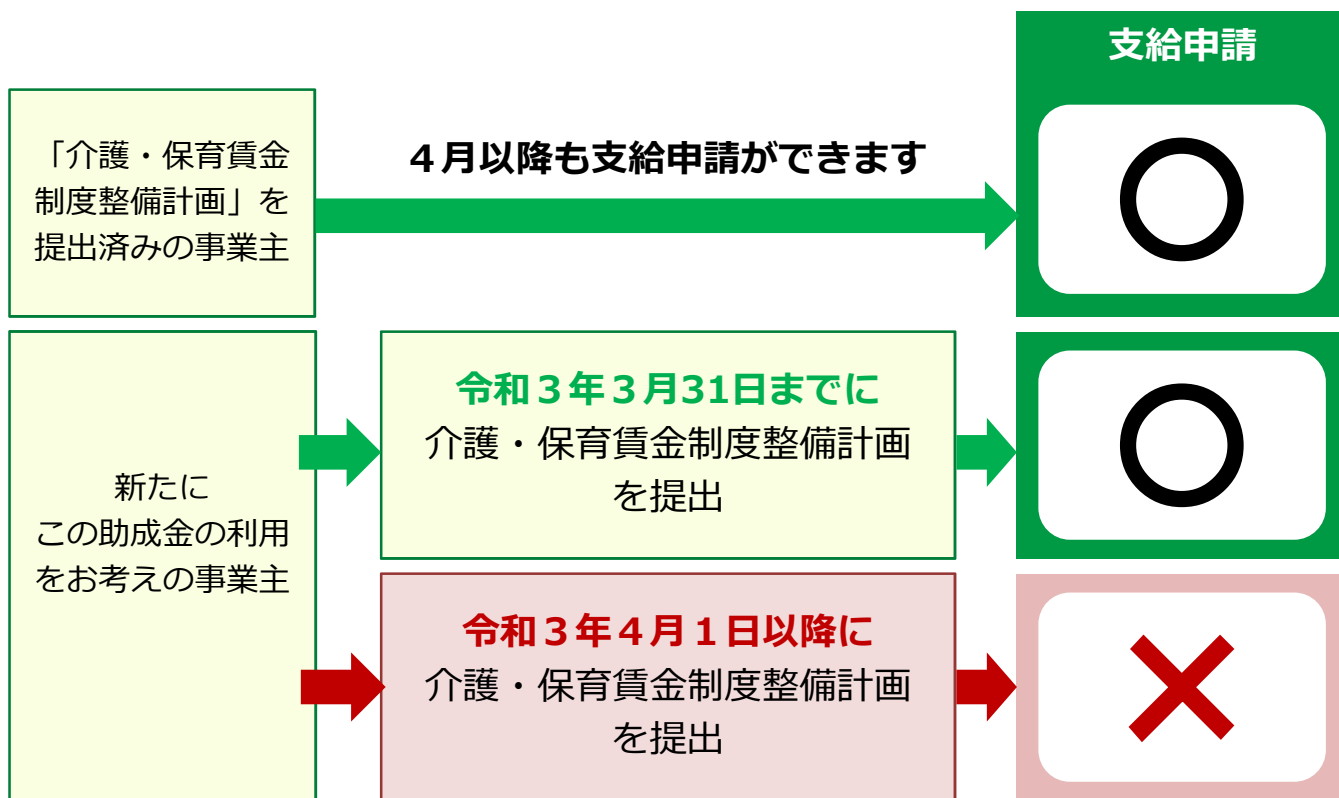 支給申請
「介護・保育賃金
制度整備計画」を
提出済みの事業主
４月以降も支給申請ができます
新たに
この助成金の利用
をお考えの事業主
令和３年３月31日までに
介護・保育賃金制度整備計画
を提出
令和３年４月１日以降に
介護・保育賃金制度整備計画
を提出